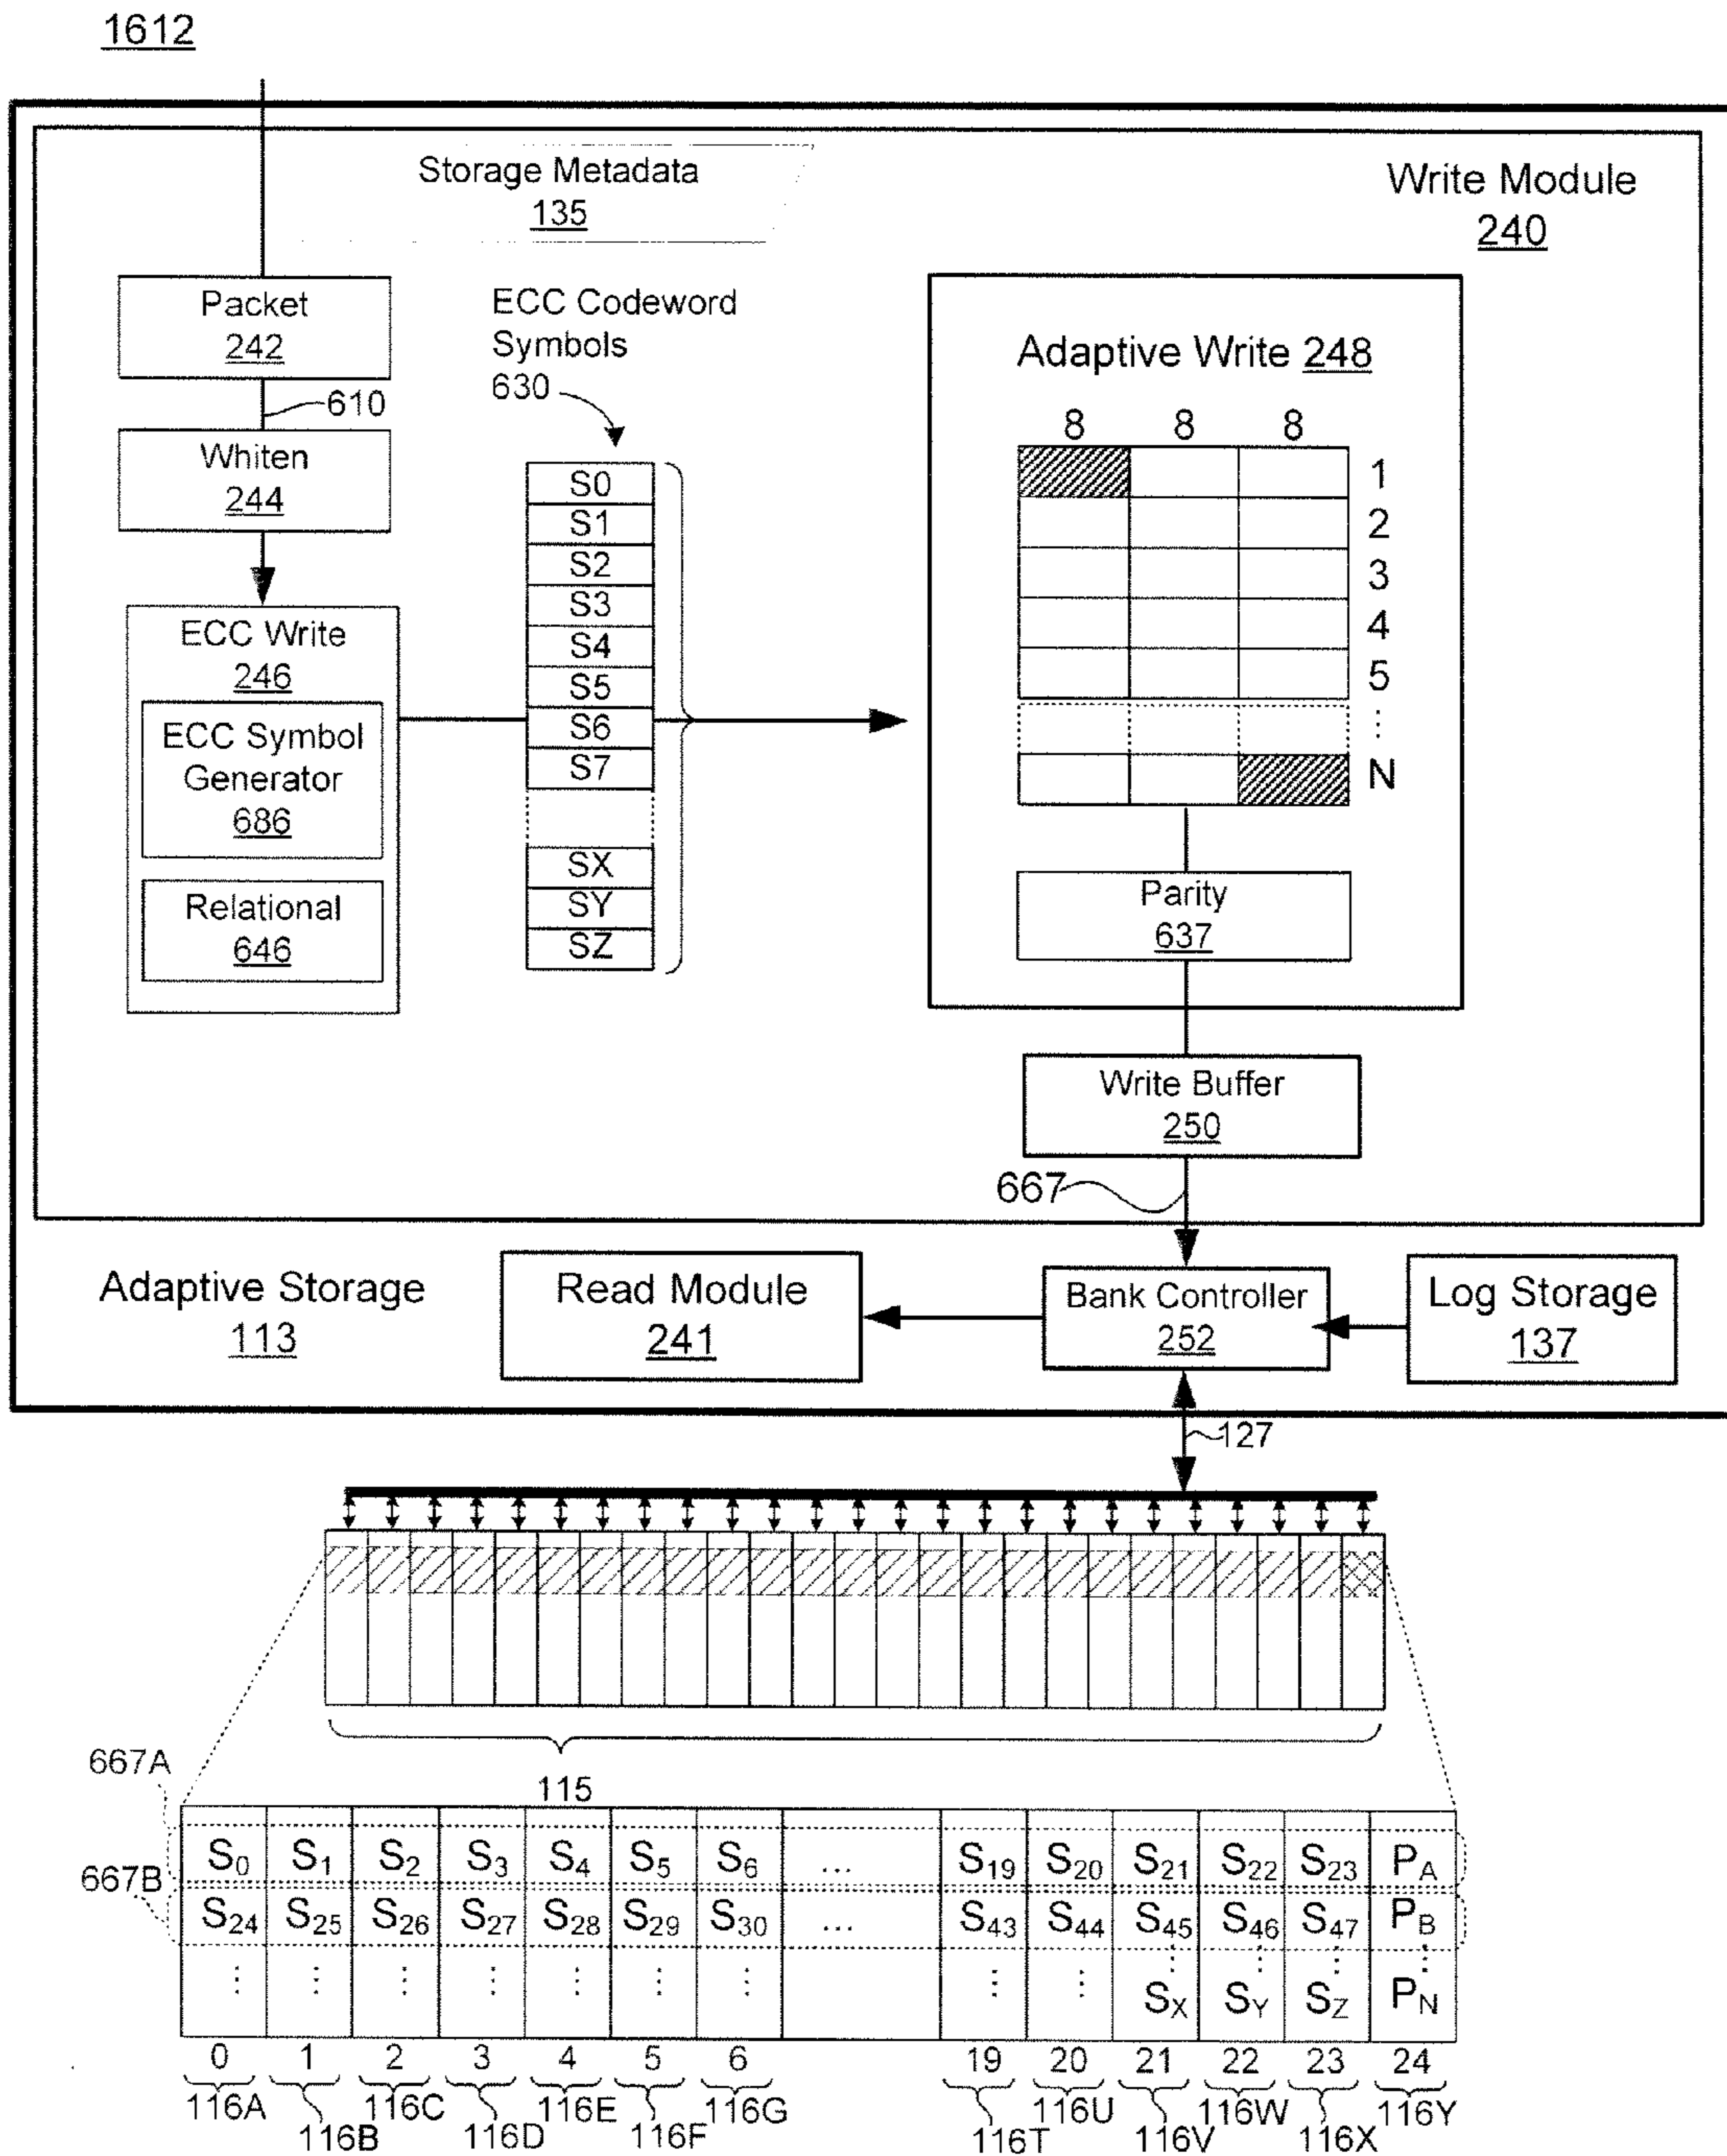 1612
Storage Metadata
135
Write Module
240
Packet
242
610
Whiten
244
ECC Write
246
ECC Symbol
Generator
686
Relational
646
ECC Codeword
Symbols
630
S0
S1
S2
S3
S4
S5
S6
S7
SX
SY
SZ
Adaptive Write 248
8 8 8
1
2
3
4
5
⋮
N
Parity
637
Write Buffer
250
667
Adaptive Storage
113
Read Module
241
Bank Controller
252
Log Storage
137
127
115
667A
667B
S₀ S₁ S₂ S₃ S₄ S₅ S₆ ... S₁₉ S₂₀ S₂₁ S₂₂ S₂₃ P_A
S₂₄ S₂₅ S₂₆ S₂₇ S₂₈ S₂₉ S₃₀ ... S₄₃ S₄₄ S₄₅ S₄₆ S₄₇ P_B
⋮ ⋮ ⋮ ⋮ ⋮ ⋮ ⋮ ⋮ ⋮ ⋮ ⋮ ⋮ ⋮
S_X S_Y S_Z P_N
0 1 2 3 4 5 6 19 20 21 22 23 24
116A 116C 116E 116G 116U 116W 116Y
116B 116D 116F 116T 116V 116X